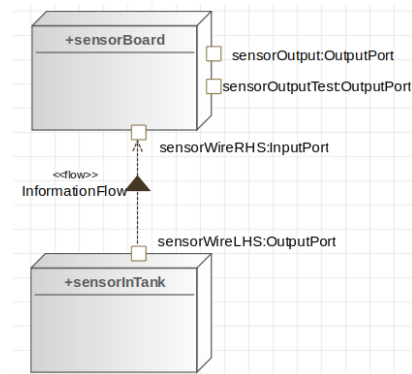 +sensorBoard
sensorOutput:OutputPort
sensorOutputTest:OutputPort
sensorWireRHS:InputPort
<<flow>>
InformationFlow
sensorWireLHS:OutputPort
+sensorInTank